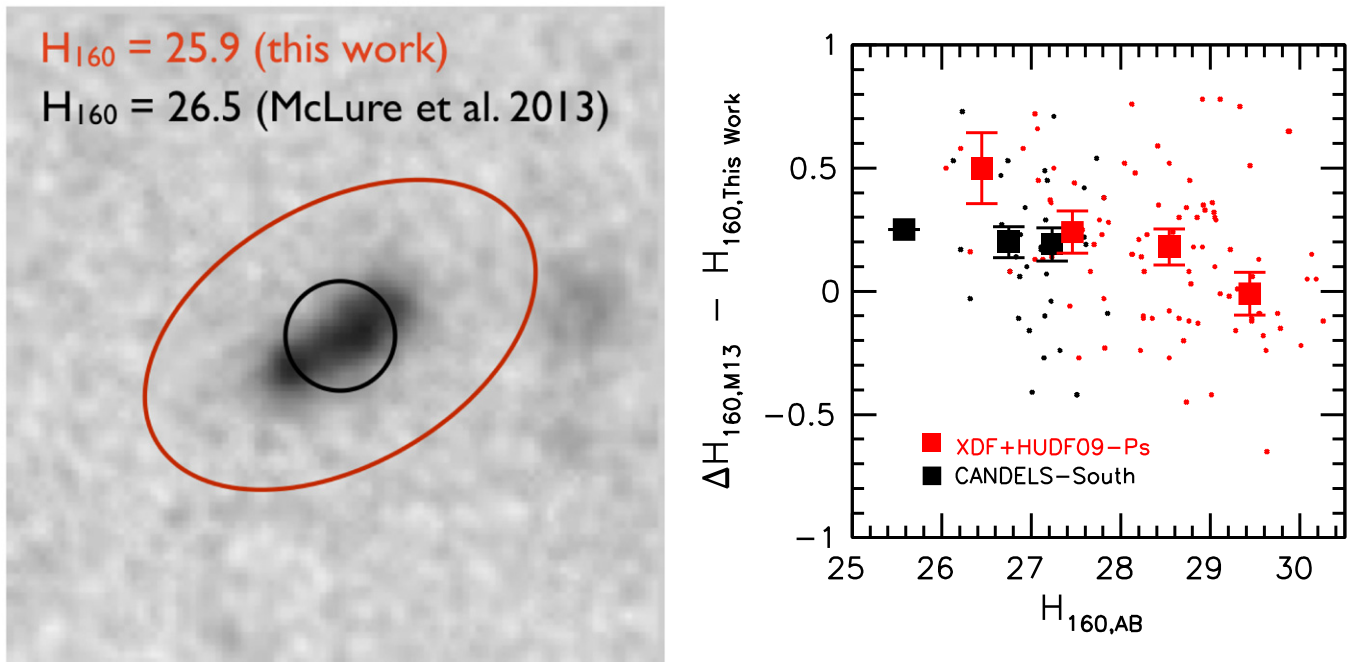 H160 = 25.9 (this work)
H160 = 26.5 (McLure et al. 2013)
ΔH160,M13 − H160,This Work
1
0.5
0
−0.5
−1
XDF+HUDF09−Ps
CANDELS−South
25 26 27 28 29 30
H160,AB